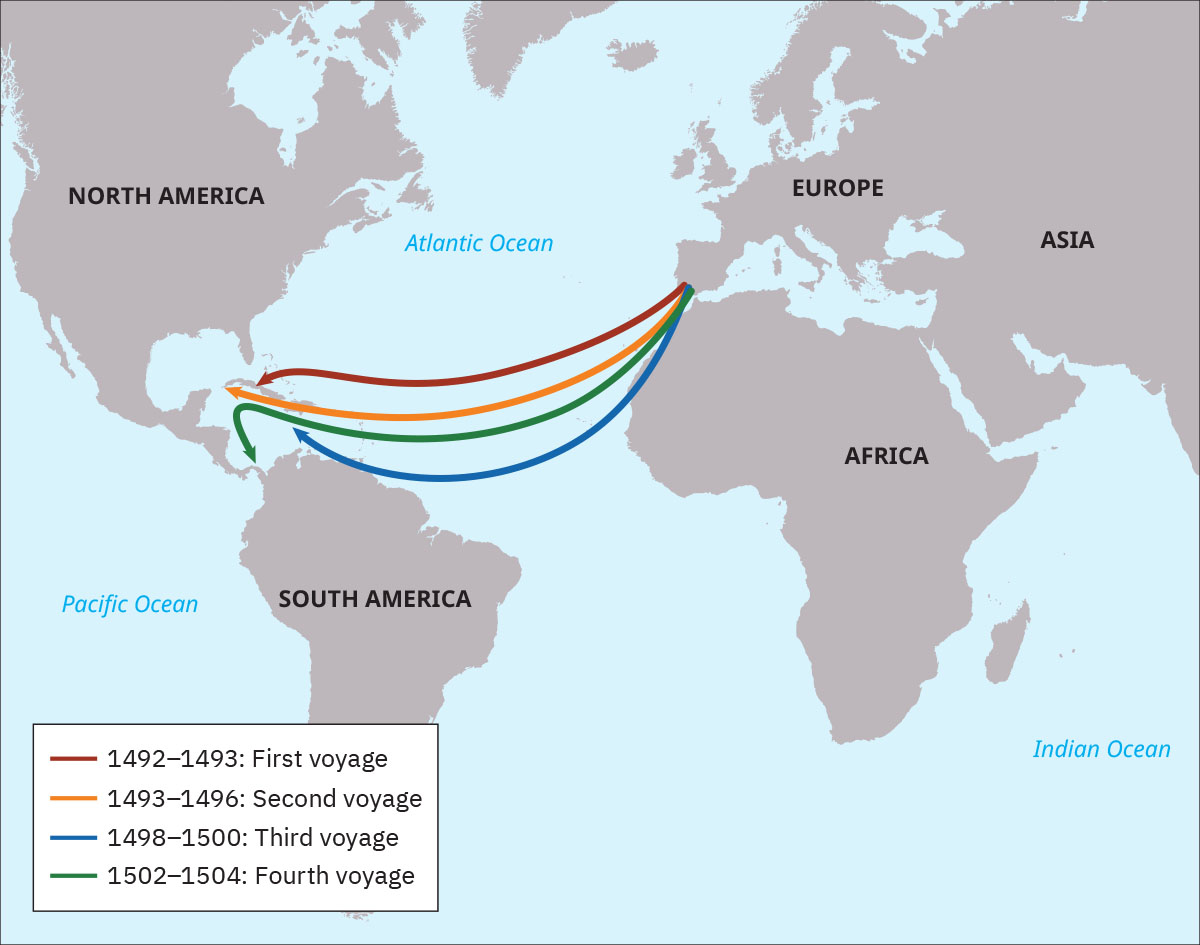 NORTH AMERICA
EUROPE
Atlantic Ocean
ASIA
AFRICA
SOUTH AMERICA
Pacific Ocean
Indian Ocean
1492–1493: First voyage
1493–1496: Second voyage
1498–1500: Third voyage
1502–1504: Fourth voyage